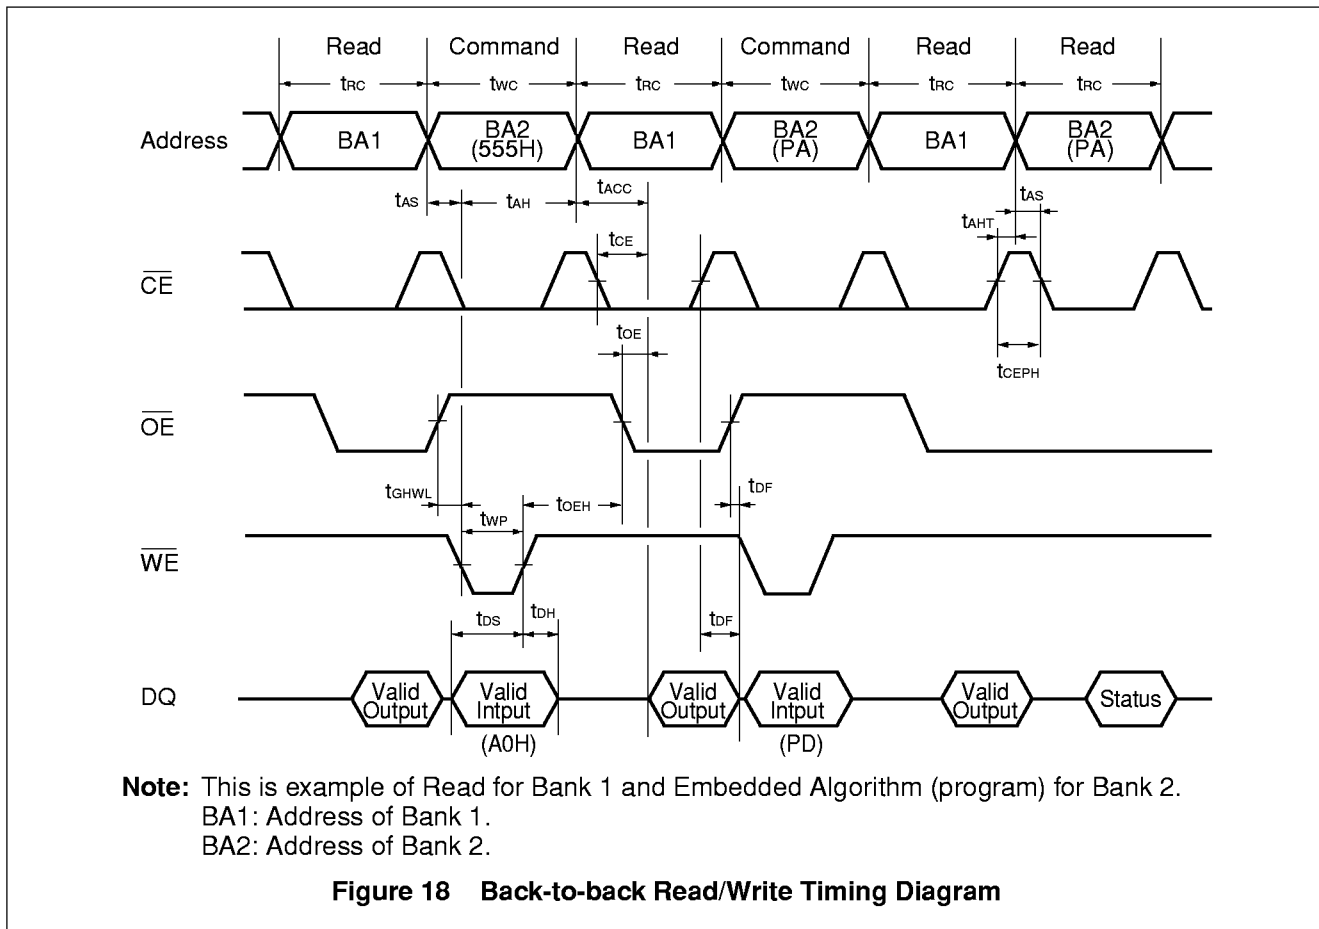 Read Command Read Command Read Read
tRC tWC tRC tWC tRC tRC
Address BA1 BA2 (555H) BA1 BA2 (PA) BA1 BA2 (PA)
tAS tAH tACC tAS
tAHT
tCE
CE
tOE
tCEPH
OE
tGHWL tWP tOEH tDF
WE
tDS tDH tDF
DQ Valid Output Valid Intput Valid Output Valid Intput Valid Output Status
(A0H) (PD)
Note: This is example of Read for Bank 1 and Embedded Algorithm (program) for Bank 2.
BA1: Address of Bank 1.
BA2: Address of Bank 2.
Figure 18 Back-to-back Read/Write Timing Diagram